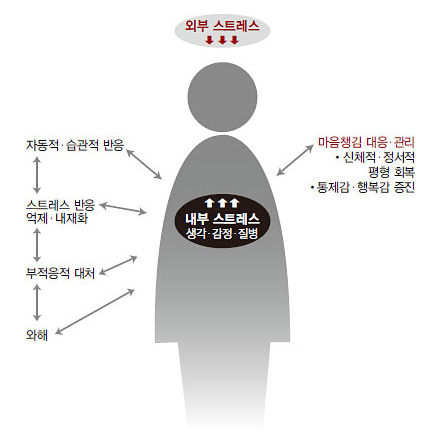 외부 스트레스
자동적·습관적 반응
스트레스 반응
억제·내재화
부적응적 대처
와해
내부 스트레스
생각·감정·질병
마음챙김 대응·관리
• 신체적·정서적
평형 회복
• 통제감·행복감 증진